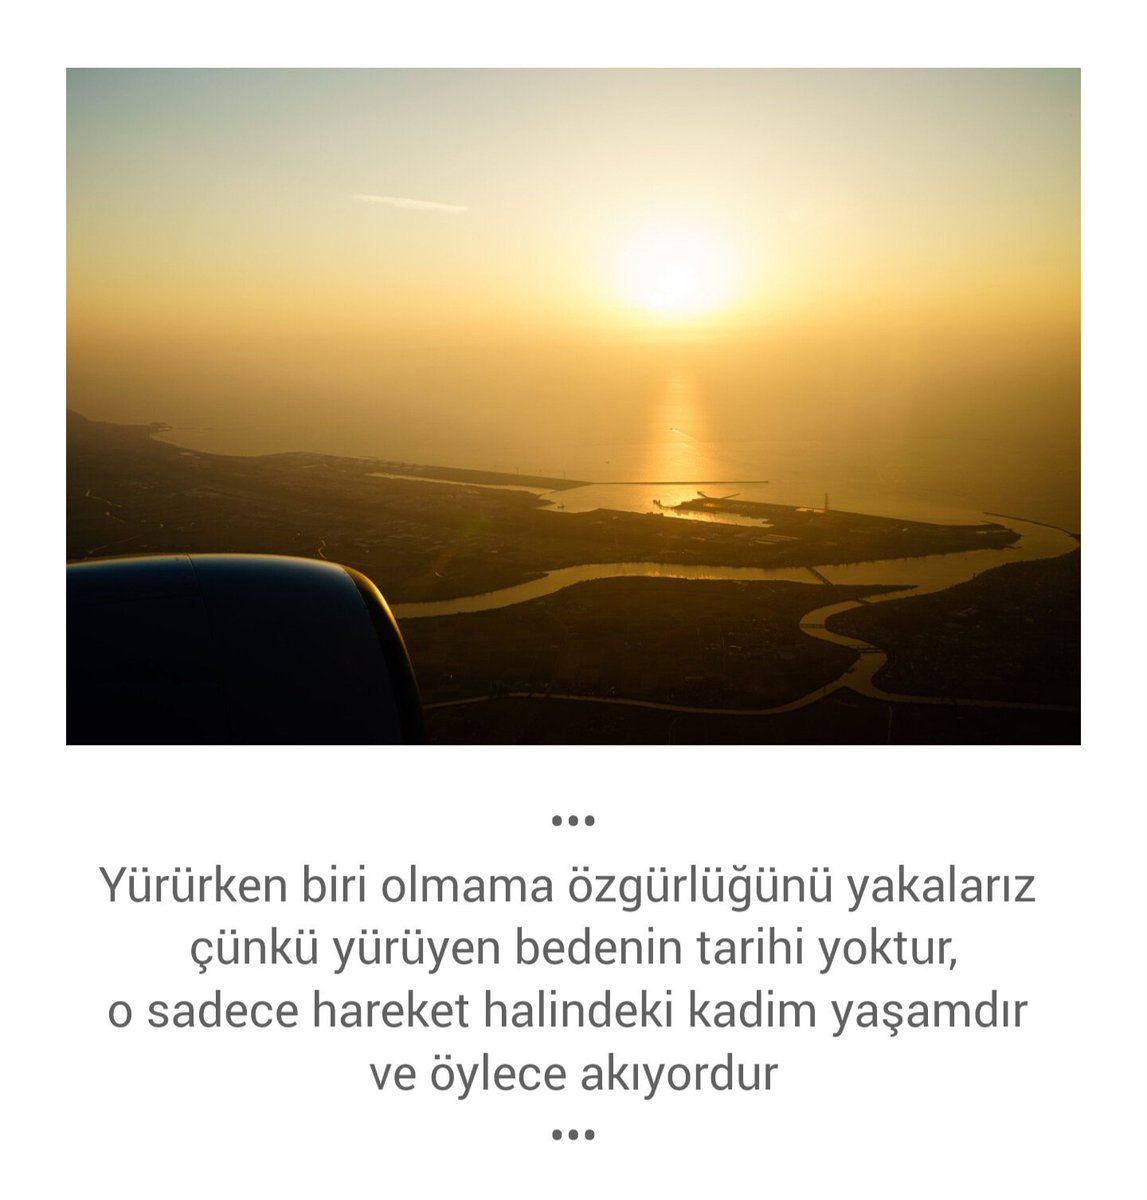 •••
Yürürken biri olmama özgürlüğünü yakalarız
çünkü yürüyen bedenin tarihi yoktur,
o sadece hareket halindeki kadim yaşamdır
ve öylece akıyordur
•••